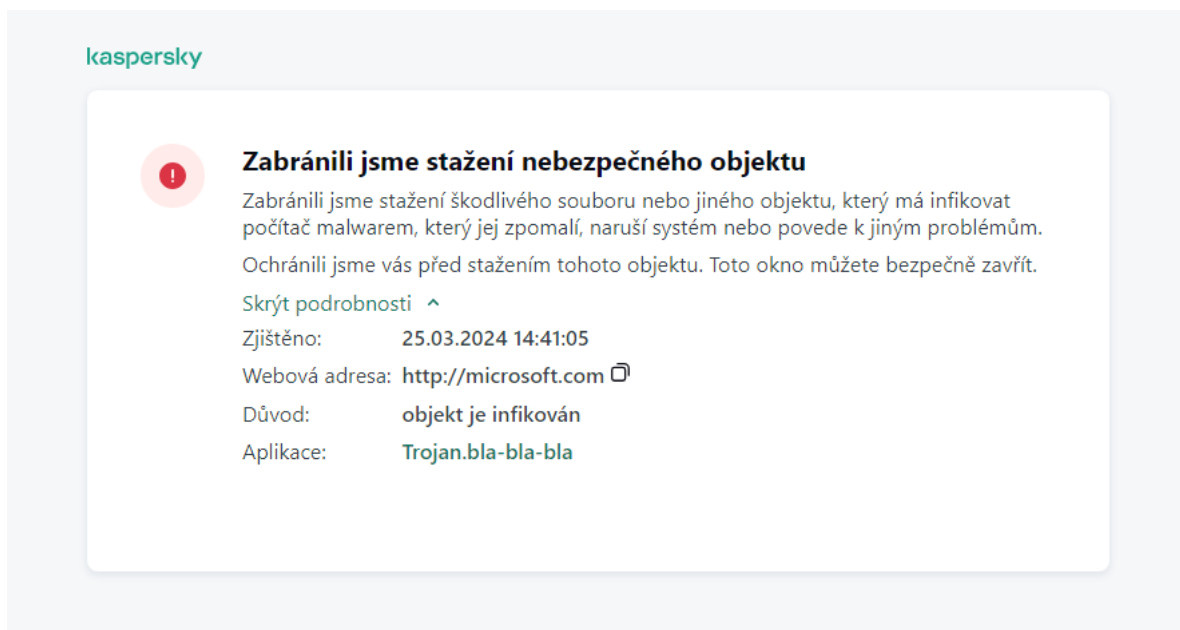 kaspersky
Zabránili jsme stažení nebezpečného objektu
Zabránili jsme stažení škodlivého souboru nebo jiného objektu, který má infikovat
počítač malwarem, který jej zpomalí, naruší systém nebo povede k jiným problémům.
Ochránili jsme vás před stažením tohoto objektu. Toto okno můžete bezpečně zavřít.
Skrýt podrobnosti
Zjištěno: 25.03.2024 14:41:05
Webová adresa: http://microsoft.com
Důvod: objekt je infikován
Aplikace: Trojan.bla-bla-bla